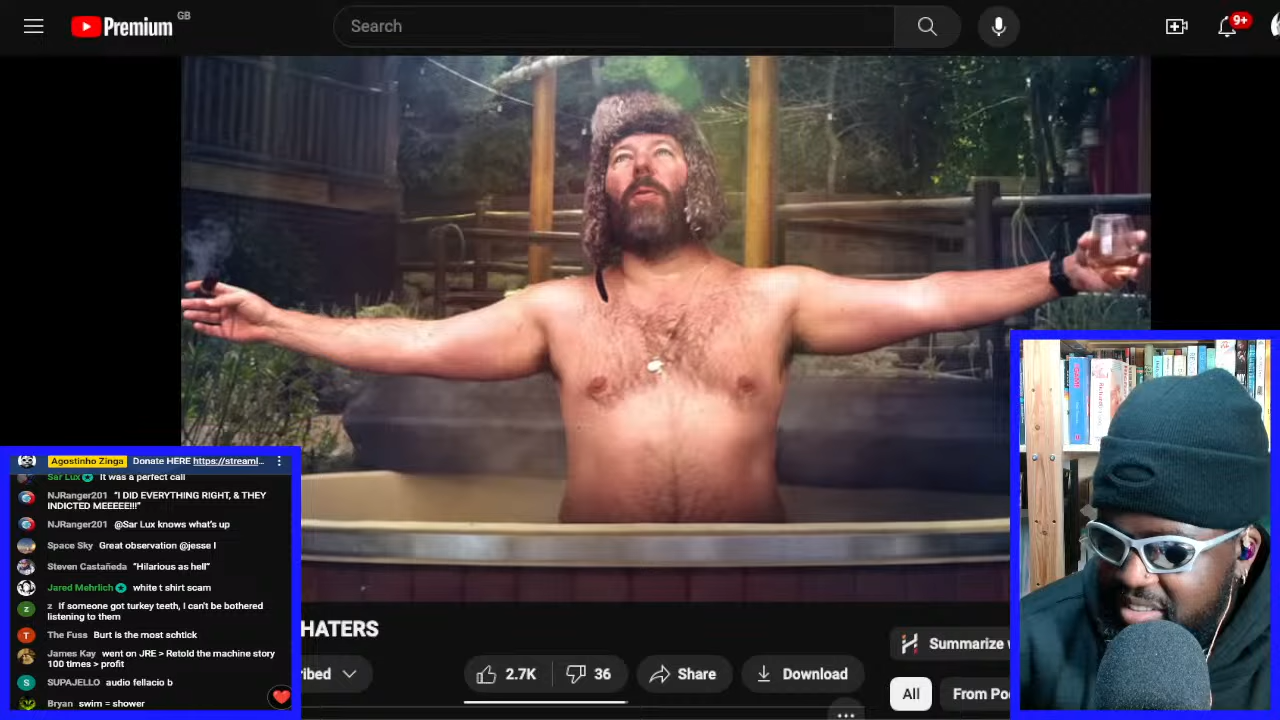 Premium GB
Search
9+
HATERS
ribed
2.7K
36
Share
Download
Summarize
All
From Po
Agostinho Zinga Donate HERE https://streaml...
Sar Lux It was a perfect call
NJRanger201 “I DID EVERYTHING RIGHT, & THEY
INDICTED MEEEEE!!!”
NJRanger201 @Sar Lux knows what's up
Space Sky Great observation @jesse l
Steven Castañeda “Hilarious as hell”
Jared Mehrlich white t shirt scam
z If someone got turkey teeth, I can't be bothered
listening to them
The Fuss Burt is the most schtick
James Kay went on JRE > Retold the machine story
100 times > profit
SUPAJELLO audio fellacio b
Bryan swim = shower